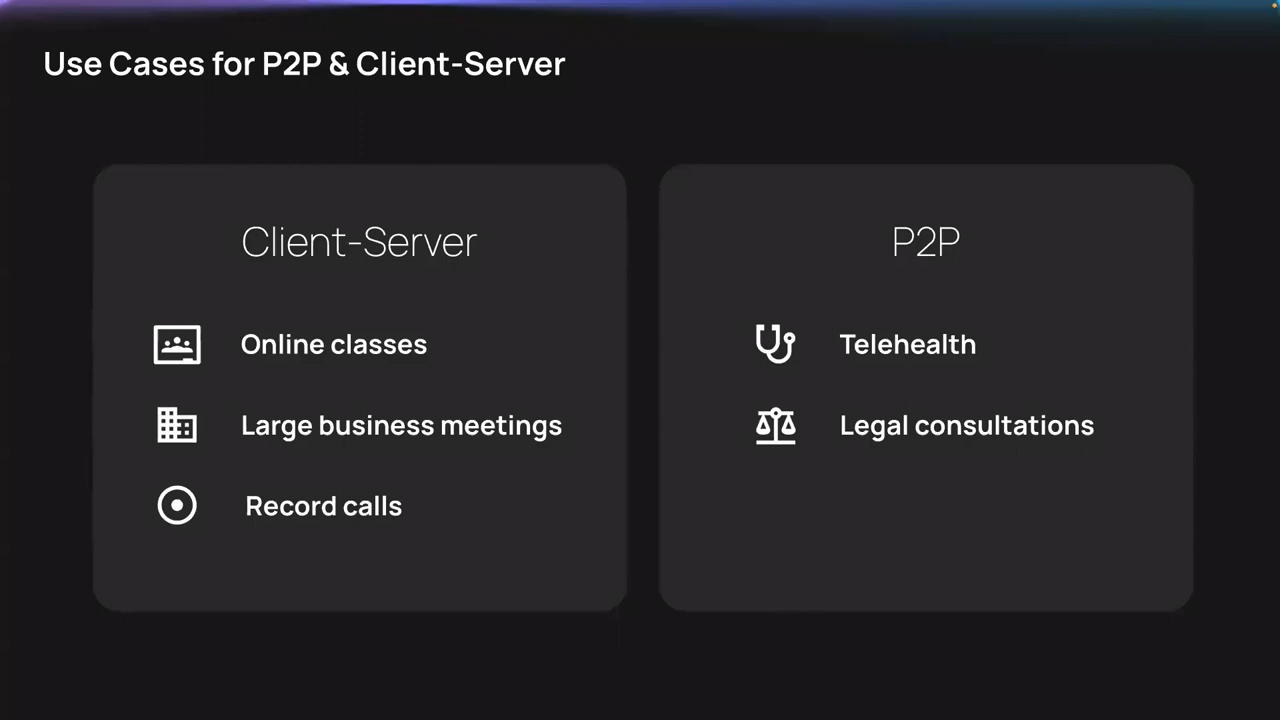 Use Cases for P2P & Client-Server
Client-Server
Online classes
Large business meetings
Record calls
P2P
Telehealth
Legal consultations